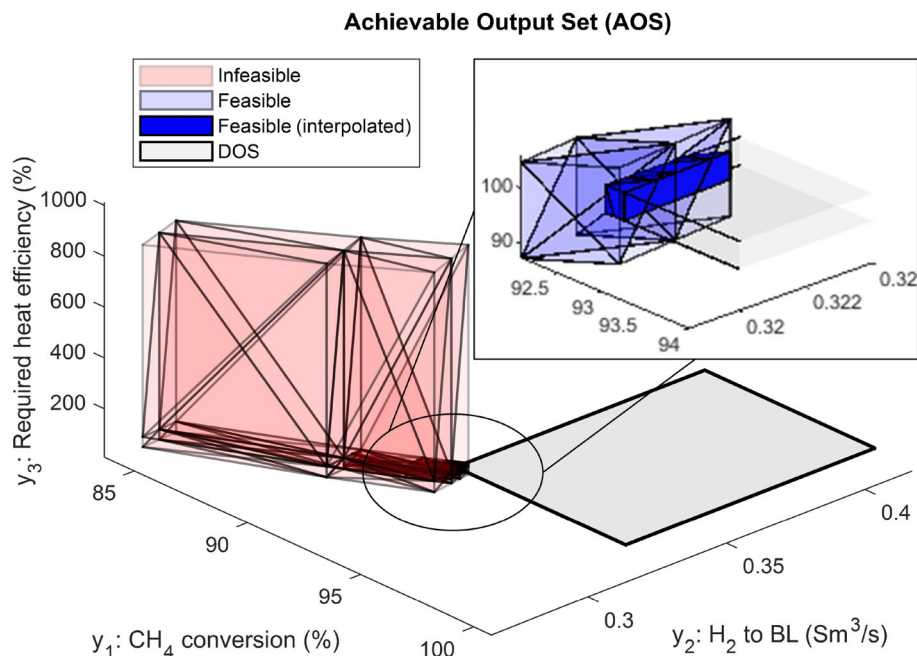 Achievable Output Set (AOS)
Infeasible
Feasible
Feasible (interpolated)
DOS
y₃: Required heat efficiency (%)
1000
800
600
400
200
85
90
95
100
y₁: CH₄ conversion (%)
0.3
0.35
0.4
y₂: H₂ to BL (Sm³/s)
100
90
92.5
93
93.5
94
0.32
0.322
0.32